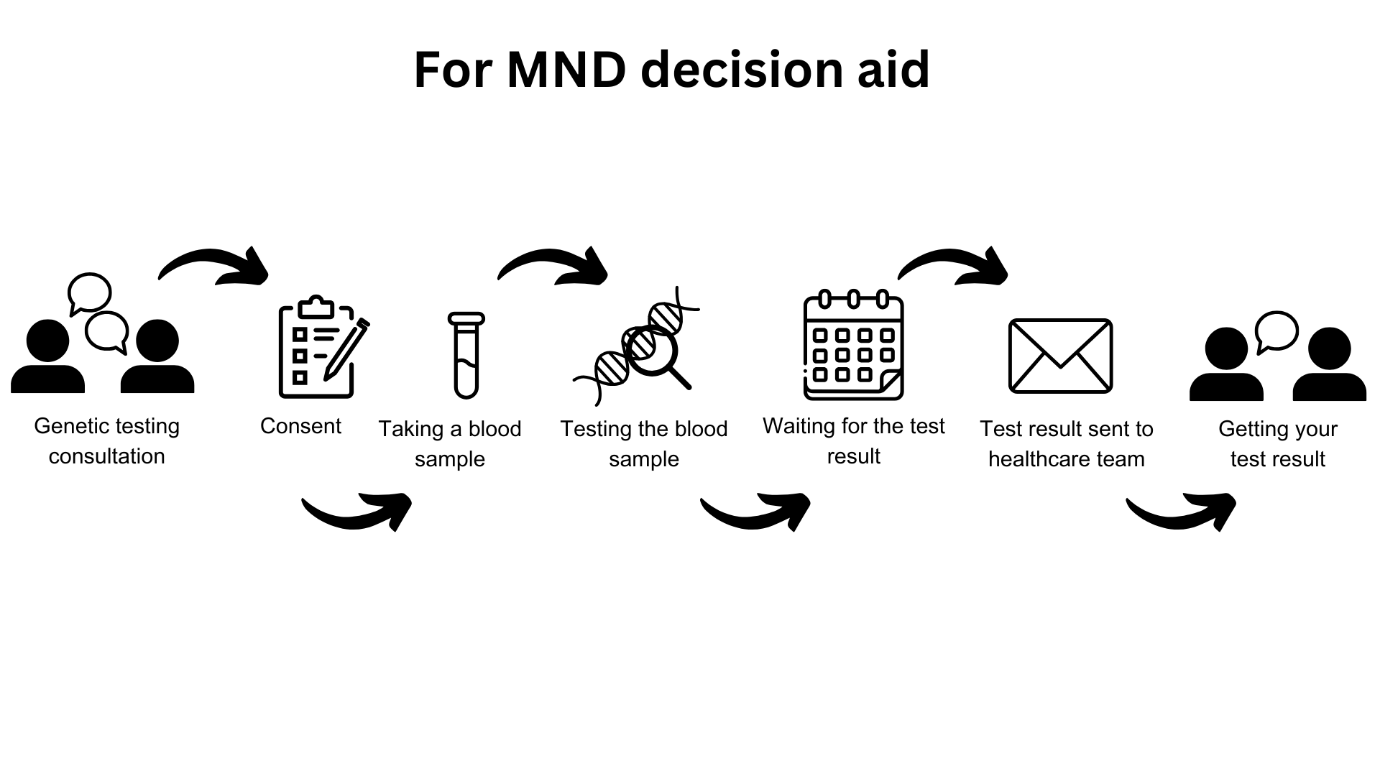 For MND decision aid
Genetic testing
consultation
Consent
Taking a blood
sample
Testing the blood
sample
Waiting for the test
result
Test result sent to
healthcare team
Getting your
test result